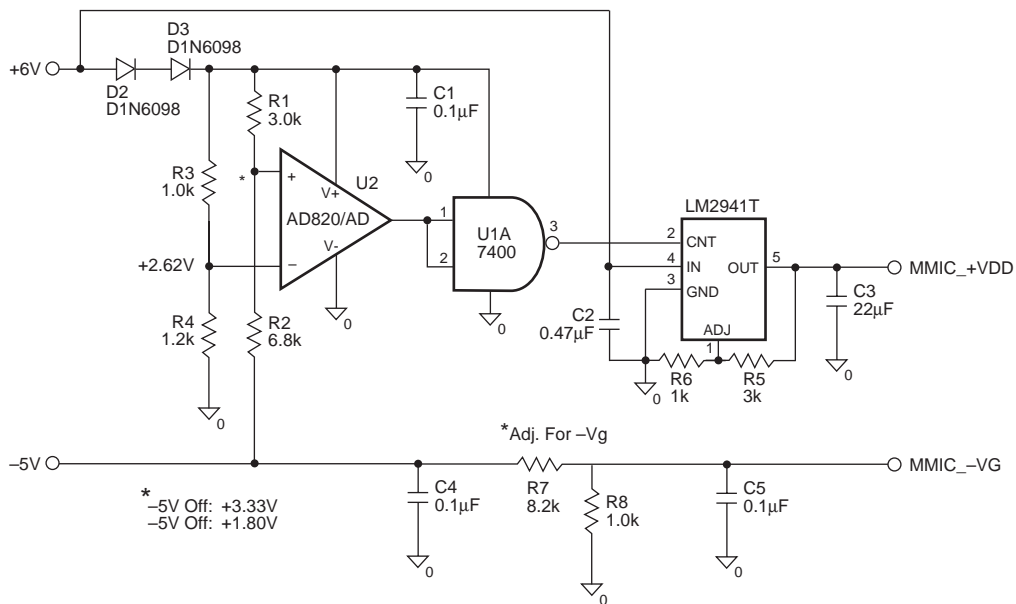 D3
D1N6098
+6V
D2
D1N6098
R1
3.0k
C1
0.1µF
0
R3
1.0k
*
+
V+
U2
AD820/AD
V-
−
+2.62V
0
1
2
3
U1A
7400
0
LM2941T
2
CNT
4
IN
3
GND
OUT
5
ADJ
1
MMIC_+VDD
C3
22µF
0
R4
1.2k
0
R2
6.8k
C2
0.47µF
0
R6
1k
R5
3k
*Adj. For –Vg
–5V
MMIC_–VG
*
–5V Off: +3.33V
–5V Off: +1.80V
C4
0.1µF
0
R7
8.2k
R8
1.0k
0
C5
0.1µF
0